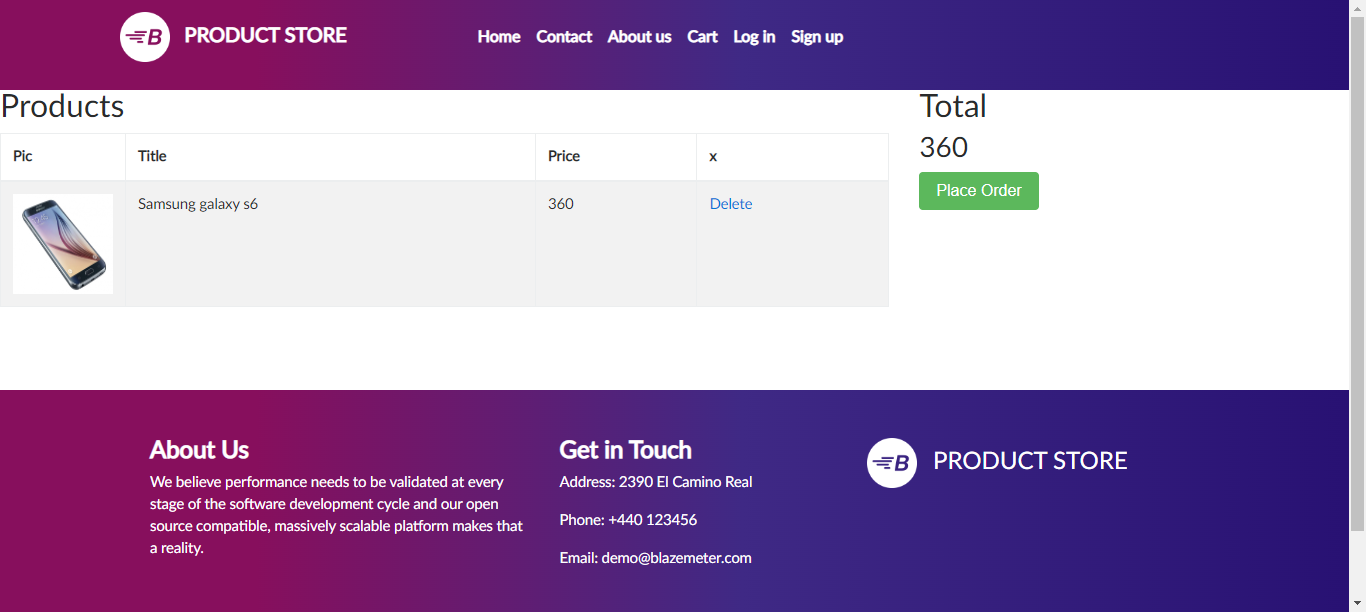 B PRODUCT STORE Home Contact About us Cart Log in Sign up
Products
Pic Title Price x
Samsung galaxy s6 360 Delete
Total
360
Place Order
About Us
We believe performance needs to be validated at every
stage of the software development cycle and our open
source compatible, massively scalable platform makes that
a reality.
Get in Touch
Address: 2390 El Camino Real
Phone: +440 123456
Email: demo@blazemeter.com
B PRODUCT STORE